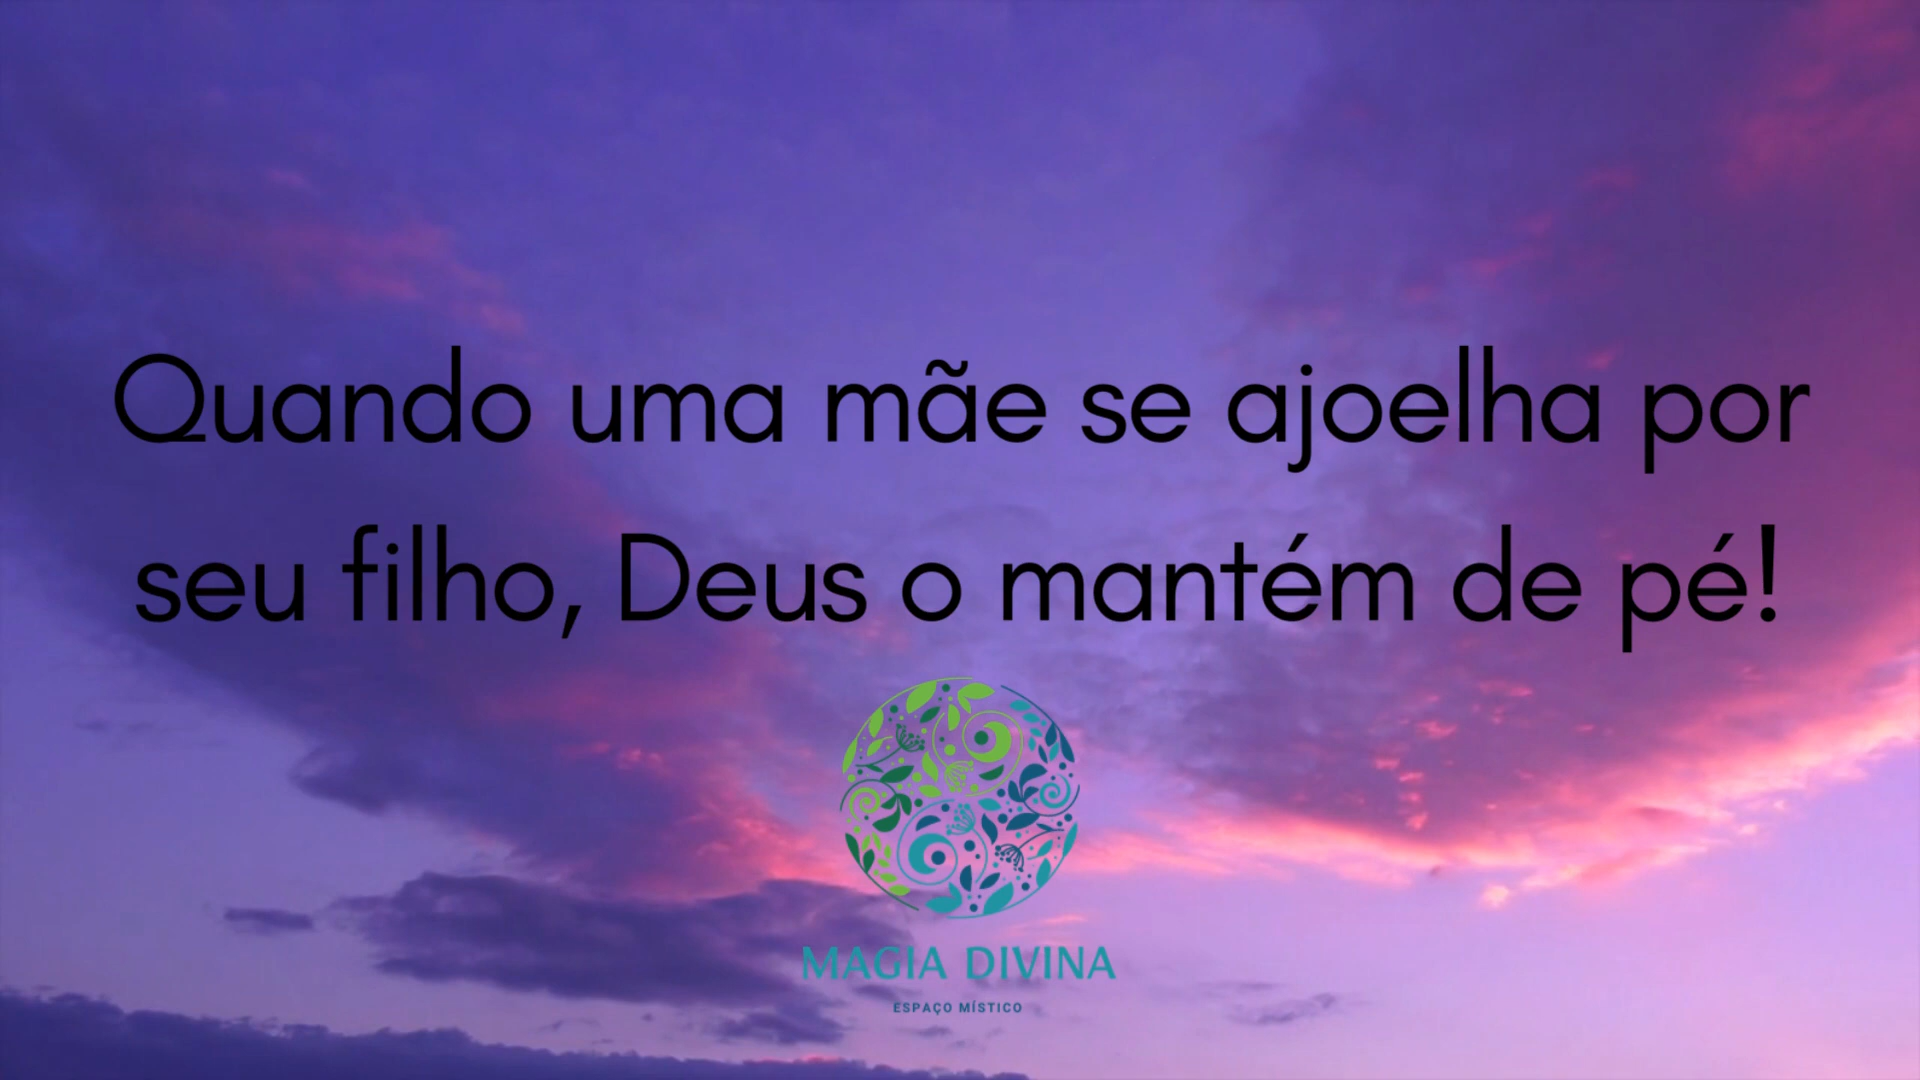 Quando uma mãe se ajoelha por
seu filho, Deus o mantém de pé!
MAGIA DIVINA
ESPAÇO MÍSTICO